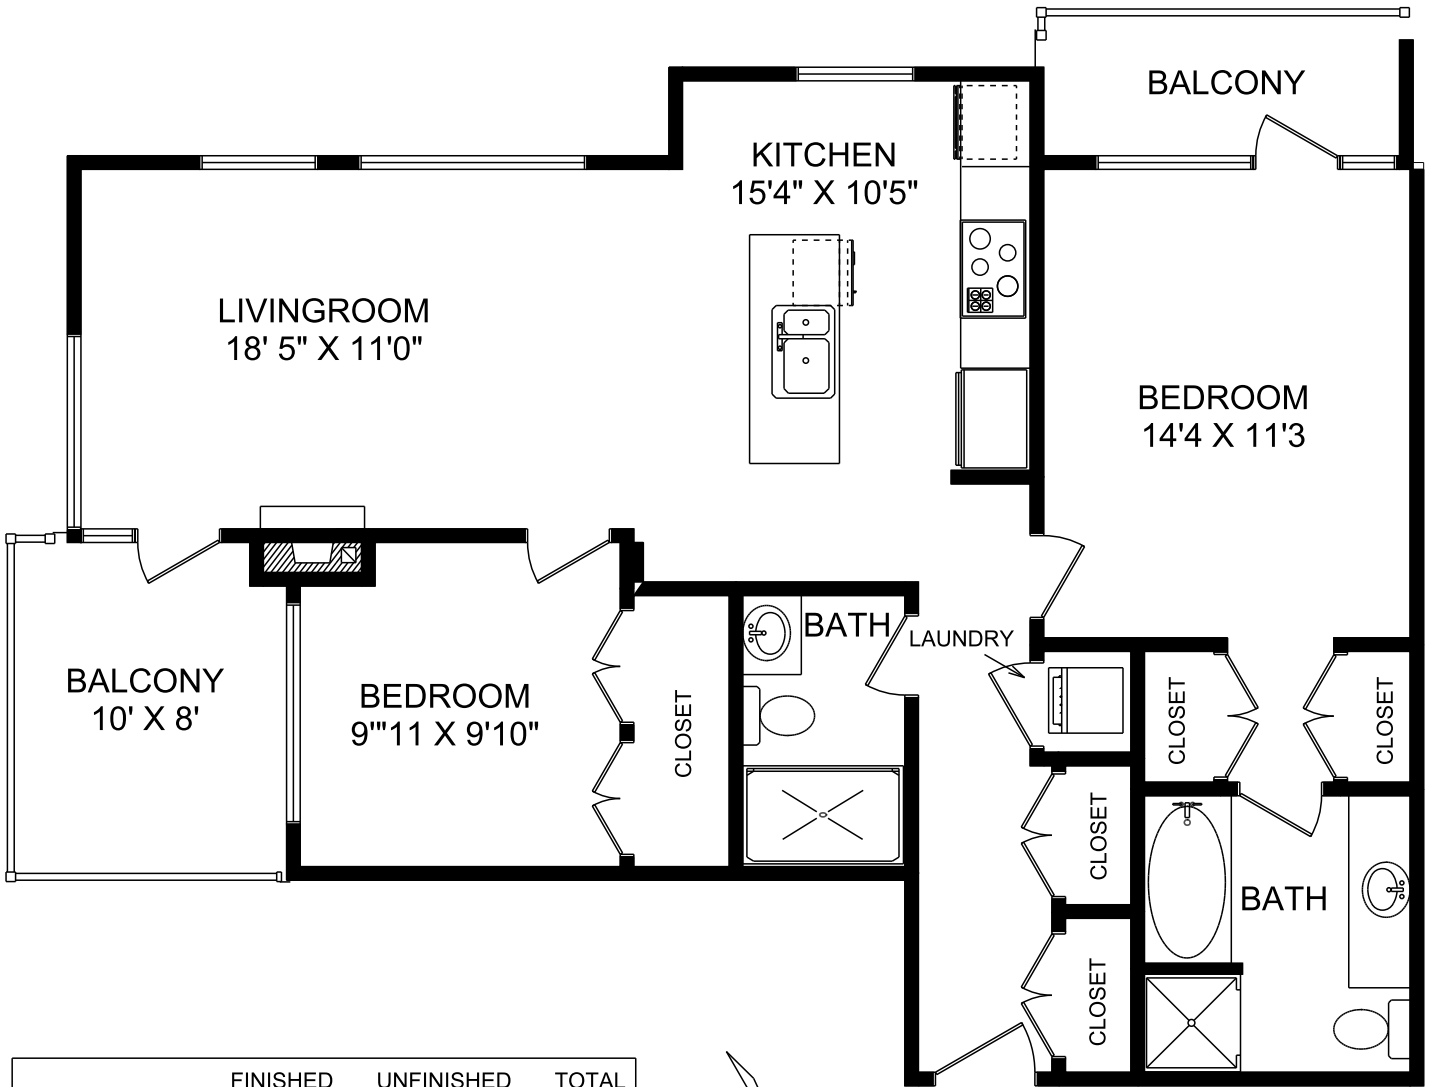 BALCONY
KITCHEN
15'4" X 10'5"
LIVINGROOM
18' 5" X 11'0"
BEDROOM
14'4 X 11'3
BATH
LAUNDRY
BALCONY
10' X 8'
BEDROOM
9'"11 X 9'10"
CLOSET
CLOSET
CLOSET
CLOSET
BATH
CLOSET
FINISHED UNFINISHED TOTAL